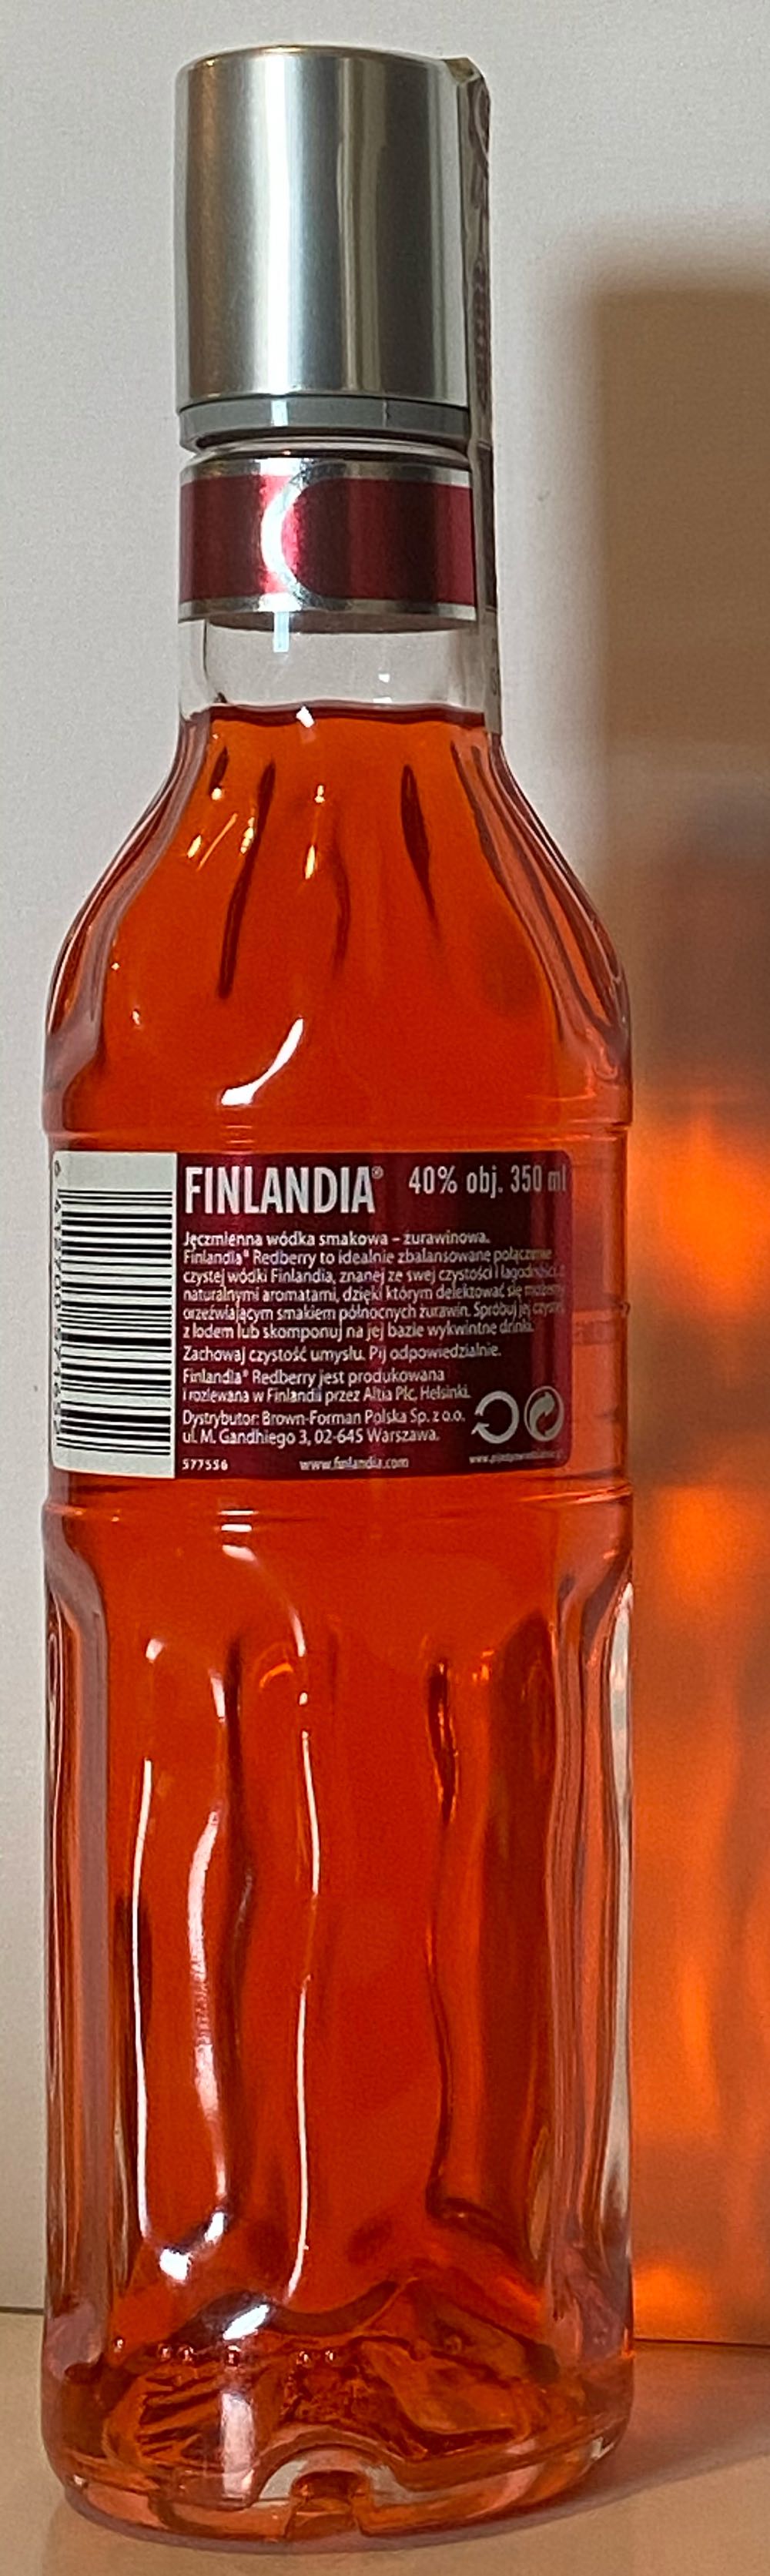 FINLANDIA® 40% obj. 350 ml
Jęczmienna wódka smakowa – żurawinowa.
Finlandia® Redberry to idealnie zbalansowane połączenie
czystej wódki Finlandia, znanej ze swej czystości i łagodności, z
naturalnymi aromatami, dzięki którym delektować się możemy
orzeźwiającym smakiem północnych żurawin. Spróbuj jej czystej
z lodem lub skomponuj na jej bazie wykwintne drinki.
Zachowaj czystość umysłu. Pij odpowiedzialnie.
Finlandia® Redberry jest produkowana
i rozlewana w Finlandii przez Altia Plc, Helsinki.
Dystrybutor: Brown-Forman Polska Sp. z o.o.
ul. M. Gandhiego 3, 02-645 Warszawa.
577556 www.finlandia.com